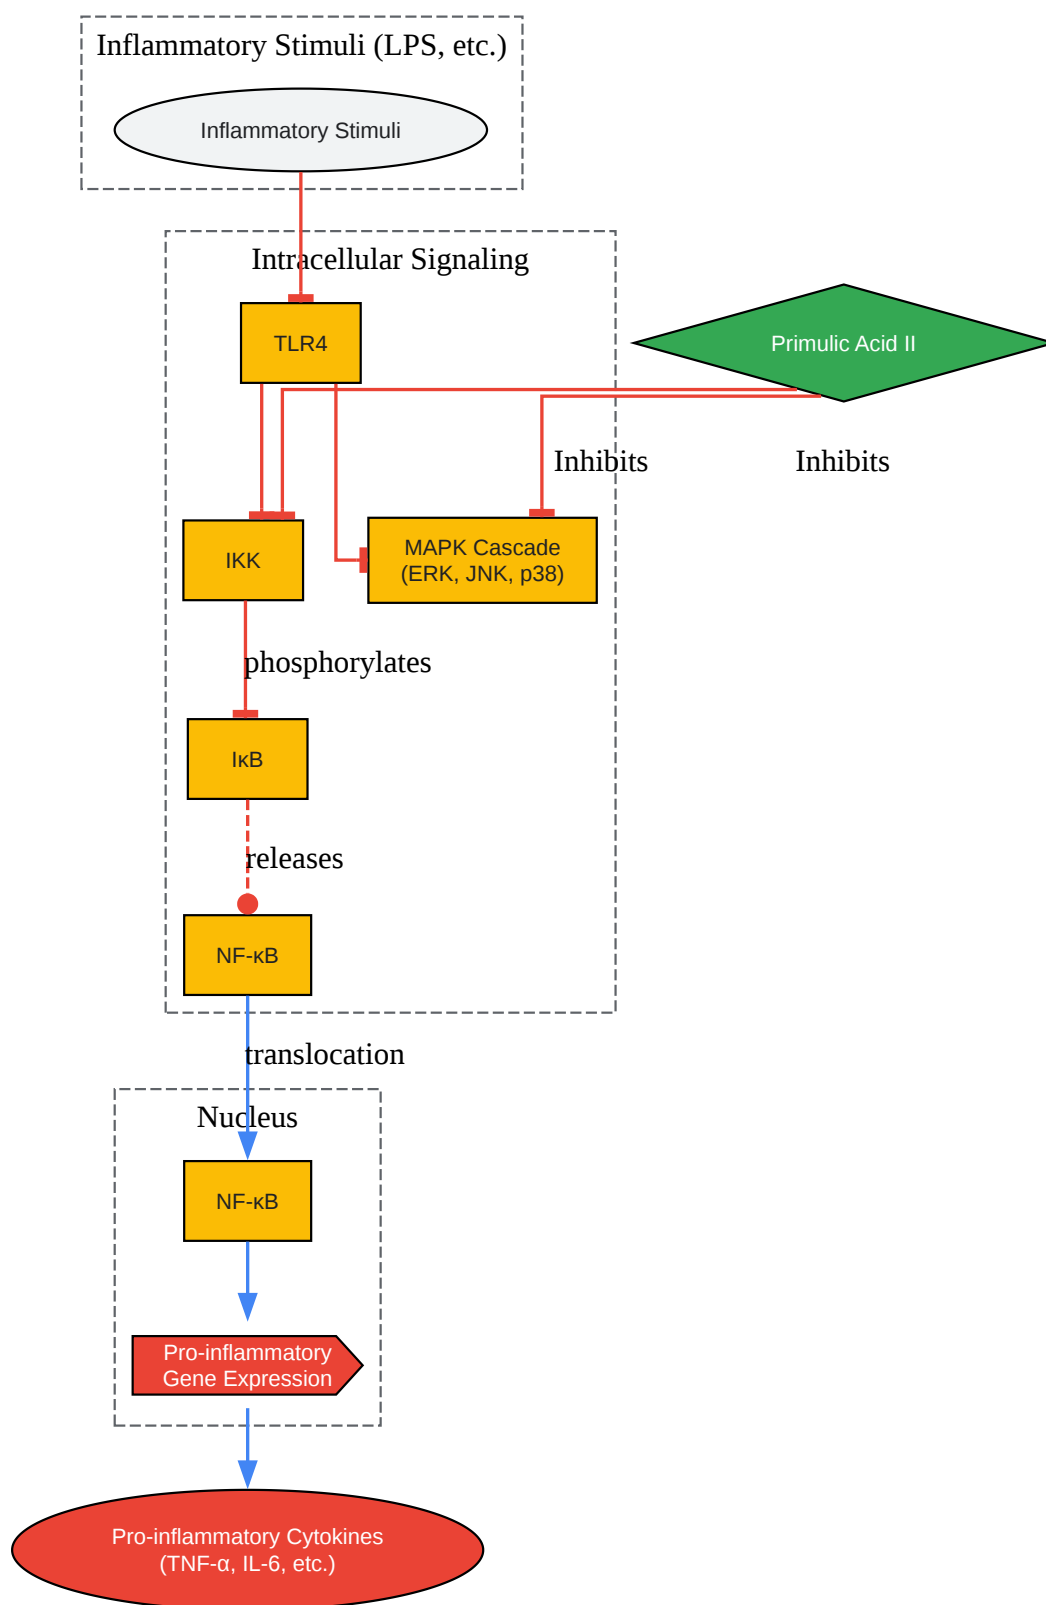 Inflammatory Stimuli (LPS, etc.)
Inflammatory Stimuli
Intracellular Signaling
TLR4
Primulic Acid II
Inhibits
Inhibits
IKK
MAPK Cascade
(ERK, JNK, p38)
phosphorylates
IκB
releases
NF-κB
translocation
Nucleus
NF-κB
Pro-inflammatory
Gene Expression
Pro-inflammatory Cytokines
(TNF-α, IL-6, etc.)